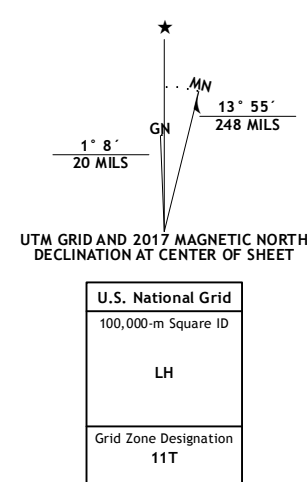 ★
MN
GN
13° 55´
248 MILS
1° 8´
20 MILS
UTM GRID AND 2017 MAGNETIC NORTH
DECLINATION AT CENTER OF SHEET
U.S. National Grid
100,000-m Square ID
LH
Grid Zone Designation
11T